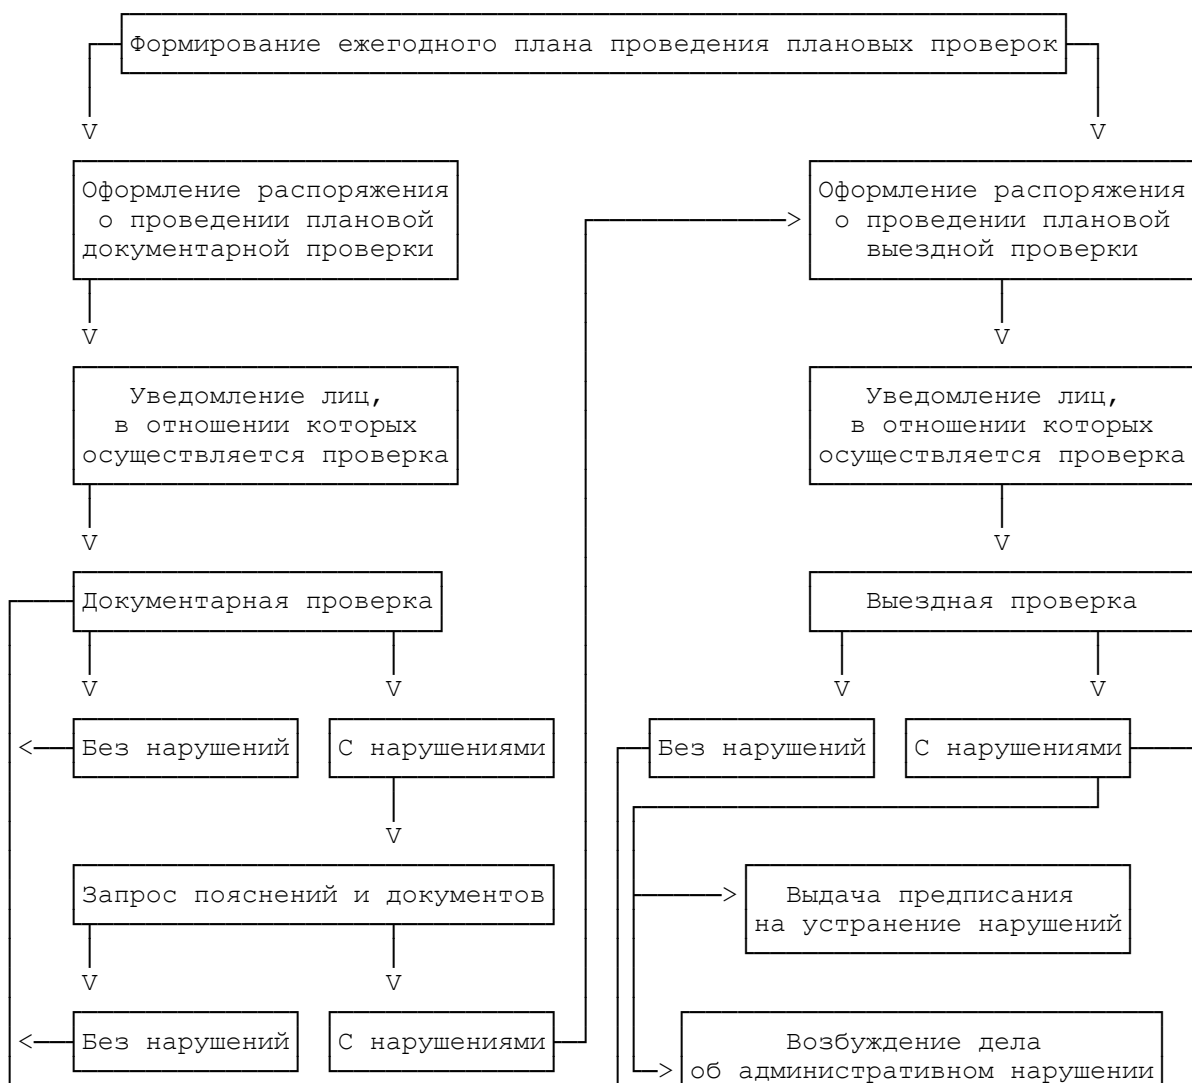 Формирование ежегодного плана проведения плановых проверок
V
V
Оформление распоряжения
о проведении плановой
документарной проверки
>
Оформление распоряжения
о проведении плановой
выездной проверки
V
V
Уведомление лиц,
в отношении которых
осуществляется проверка
Уведомление лиц,
в отношении которых
осуществляется проверка
V
V
Документарная проверка
Выездная проверка
V
V
V
V
<
Без нарушений
С нарушениями
Без нарушений
С нарушениями
V
Запрос пояснений и документов
>
Выдача предписания
на устранение нарушений
V
V
<
Без нарушений
С нарушениями
>
Возбуждение дела
об административном нарушении